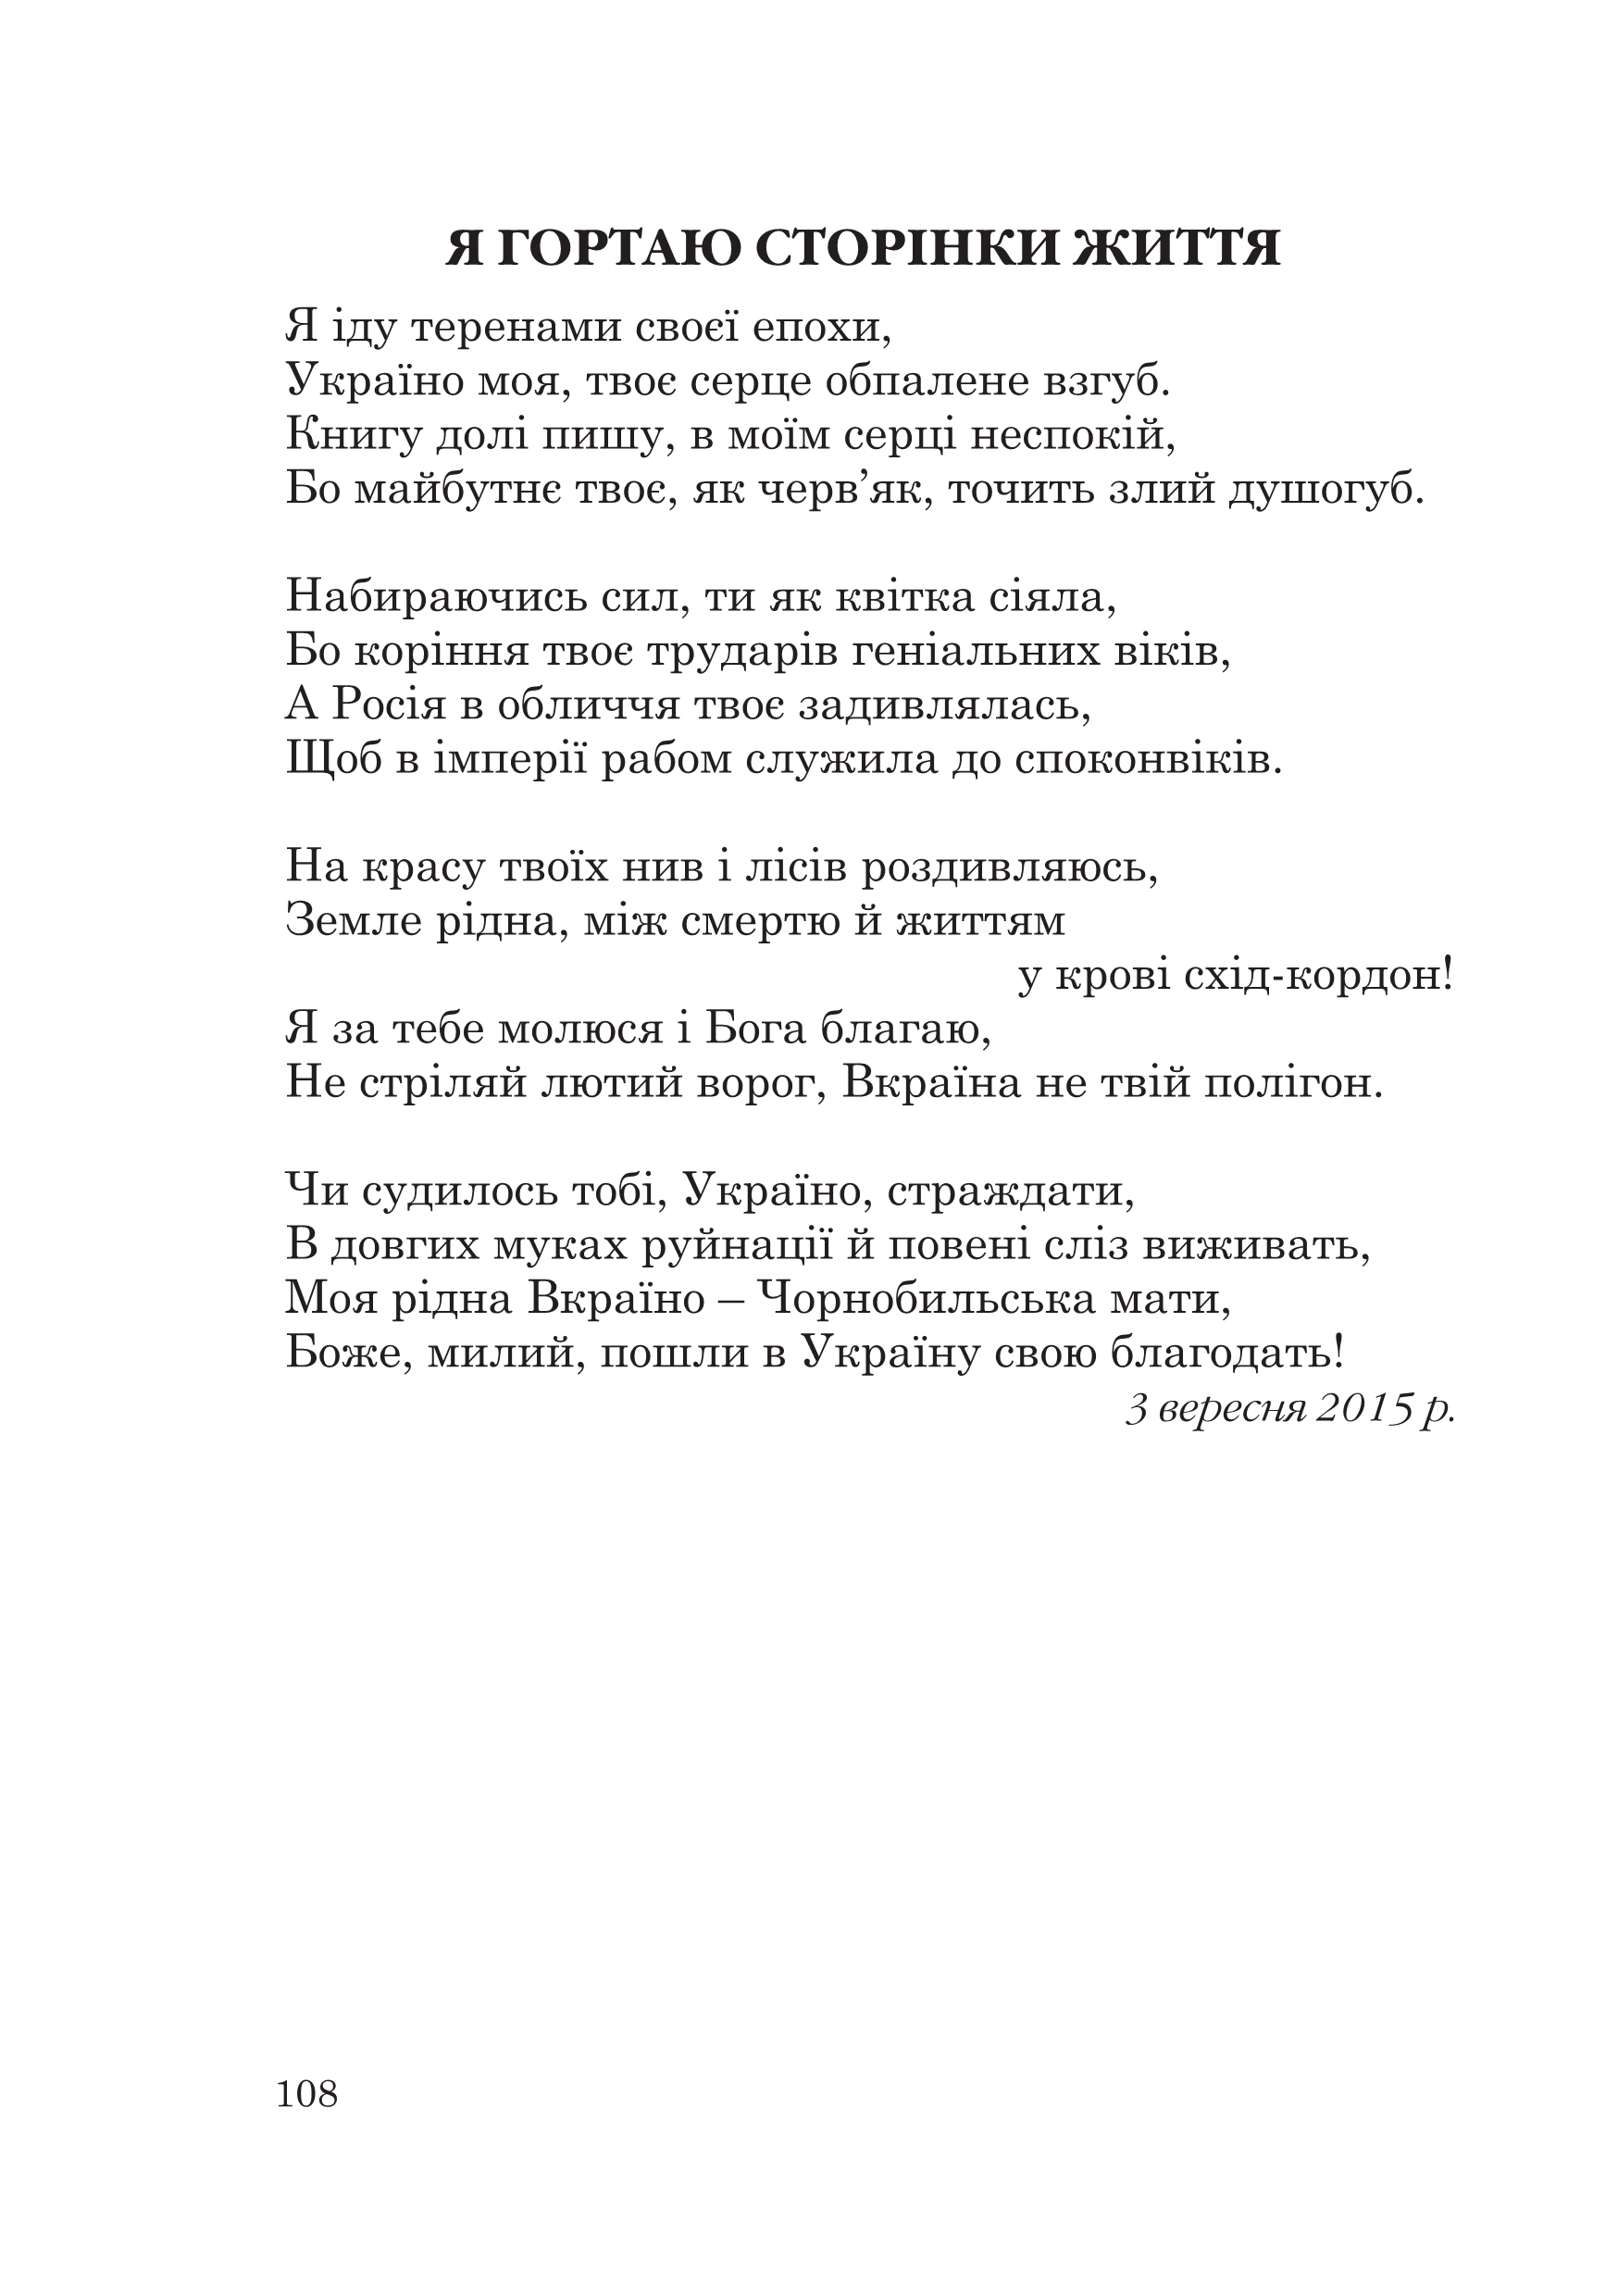 Я ГОРТАЮ СТОРІНКИ ЖИТТЯ
Я іду теренами своєї епохи,
Україно моя, твоє серце обпалене взгуб.
Книгу долі пишу, в моїм серці неспокій,
Бо майбутнє твоє, як черв’як, точить злий душогуб.

Набираючись сил, ти як квітка сіяла,
Бо коріння твоє трударів геніальних віків,
А Росія в обличчя твоє задивлялась,
Щоб в імперії рабом служила до споконвіків.

На красу твоїх нив і лісів роздивляюсь,
Земле рідна, між смертю й життям
у крові схід-кордон!
Я за тебе молюся і Бога благаю,
Не стріляй лютий ворог, Вкраїна не твій полігон.

Чи судилось тобі, Україно, страждати,
В довгих муках руйнації й повені сліз виживать,
Моя рідна Вкраїно – Чорнобильська мати,
Боже, милий, пошли в Україну свою благодать!
3 вересня 2015 р.
108